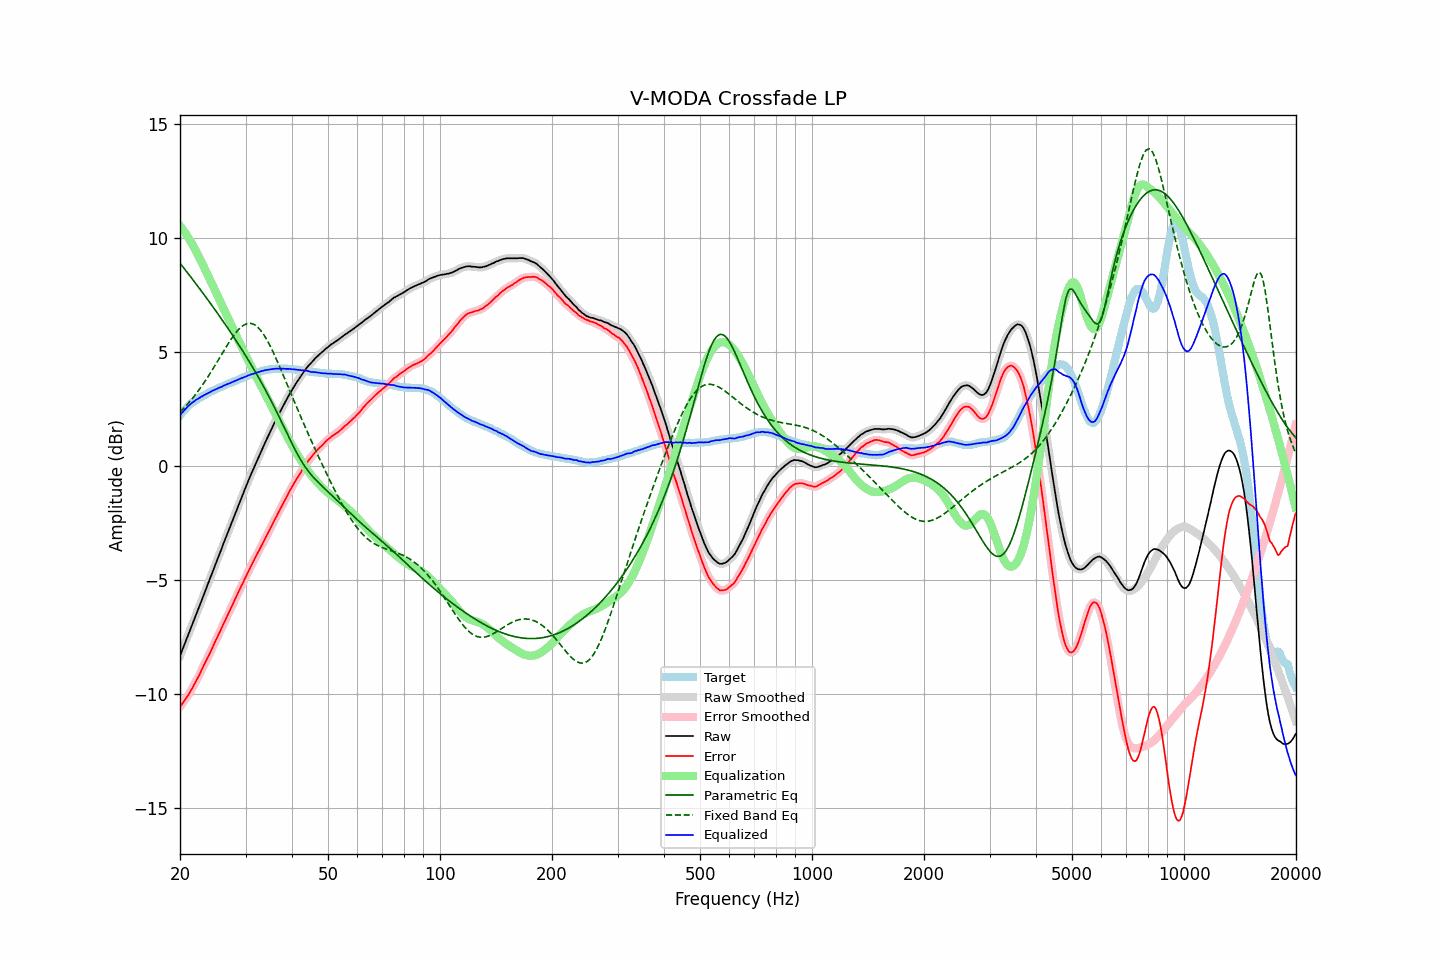 V-MODA Crossfade LP
Amplitude (dBr)
15
10
5
0
−5
−10
−15
Target
Raw Smoothed
Error Smoothed
Raw
Error
Equalization
Parametric Eq
Fixed Band Eq
Equalized
20 50 100 200 500 1000 2000 5000 10000 20000
Frequency (Hz)